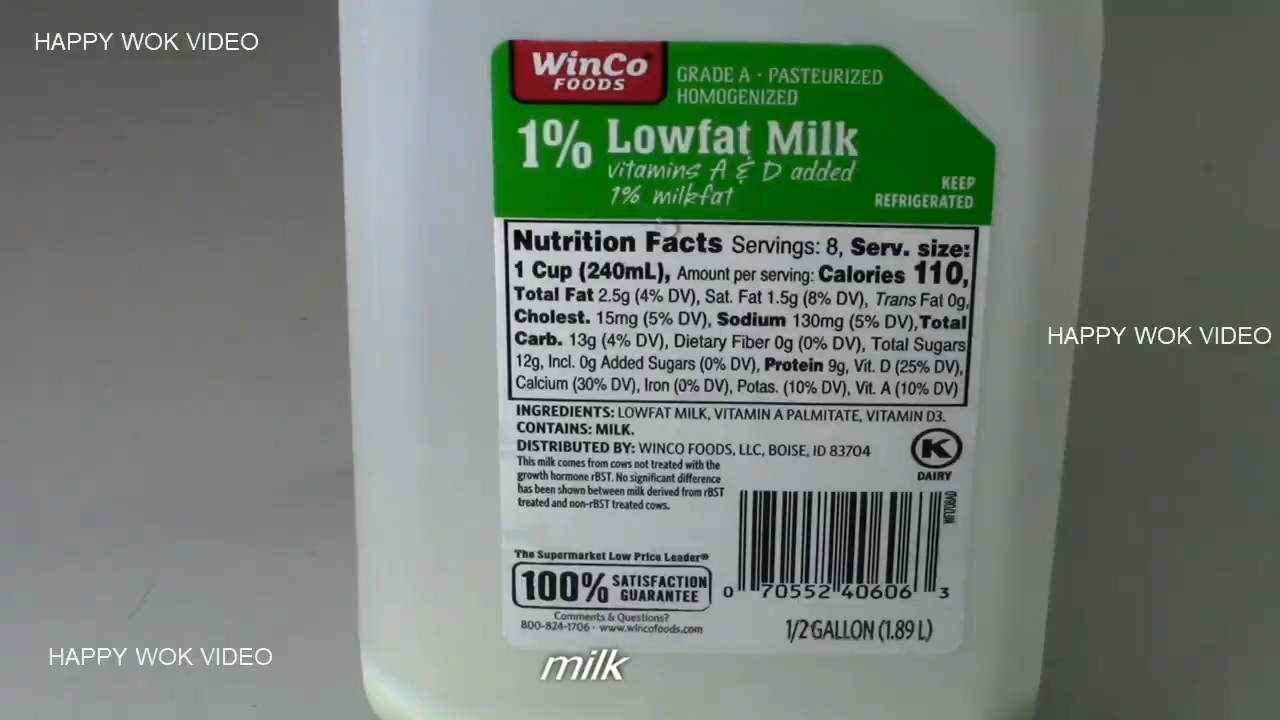 HAPPY WOK VIDEO
WinCo
FOODS
GRADE A · PASTEURIZED
HOMOGENIZED
1% Lowfat Milk
vitamins A & D added
1% milkfat
KEEP
REFRIGERATED
Nutrition Facts Servings: 8, Serv. size:
1 Cup (240mL), Amount per serving: Calories 110,
Total Fat 2.5g (4% DV), Sat. Fat 1.5g (8% DV), Trans Fat 0g,
Cholest. 15mg (5% DV), Sodium 130mg (5% DV), Total
Carb. 13g (4% DV), Dietary Fiber 0g (0% DV), Total Sugars
12g, Incl. 0g Added Sugars (0% DV), Protein 9g, Vit. D (25% DV),
Calcium (30% DV), Iron (0% DV), Potas. (10% DV), Vit. A (10% DV)
HAPPY WOK VIDEO
INGREDIENTS: LOWFAT MILK, VITAMIN A PALMITATE, VITAMIN D3.
CONTAINS: MILK.
DISTRIBUTED BY: WINCO FOODS, LLC, BOISE, ID 83704
K
DAIRY
This milk comes from cows not treated with the
growth hormone rBST. No significant difference
has been shown between milk derived from rBST
treated and non-rBST treated cows.
The Supermarket Low Price Leader®
100% SATISFACTION
GUARANTEE
Comments & Questions?
800-824-1706 · www.wincofoods.com
0 70552 40606 3
1/2 GALLON (1.89 L)
HAPPY WOK VIDEO
milk